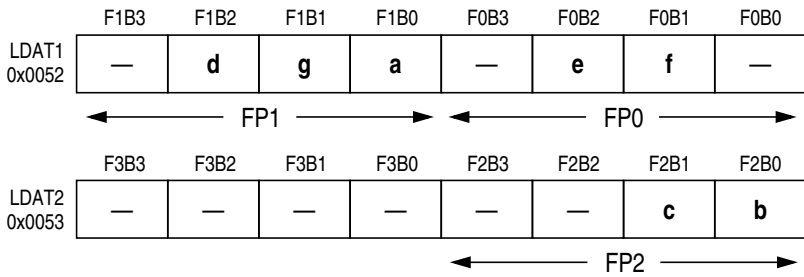 F1B3 F1B2 F1B1 F1B0 F0B3 F0B2 F0B1 F0B0
LDAT1
0x0052
— d g a — e f —
FP1 FP0
F3B3 F3B2 F3B1 F3B0 F2B3 F2B2 F2B1 F2B0
LDAT2
0x0053
— — — — — — c b
FP2